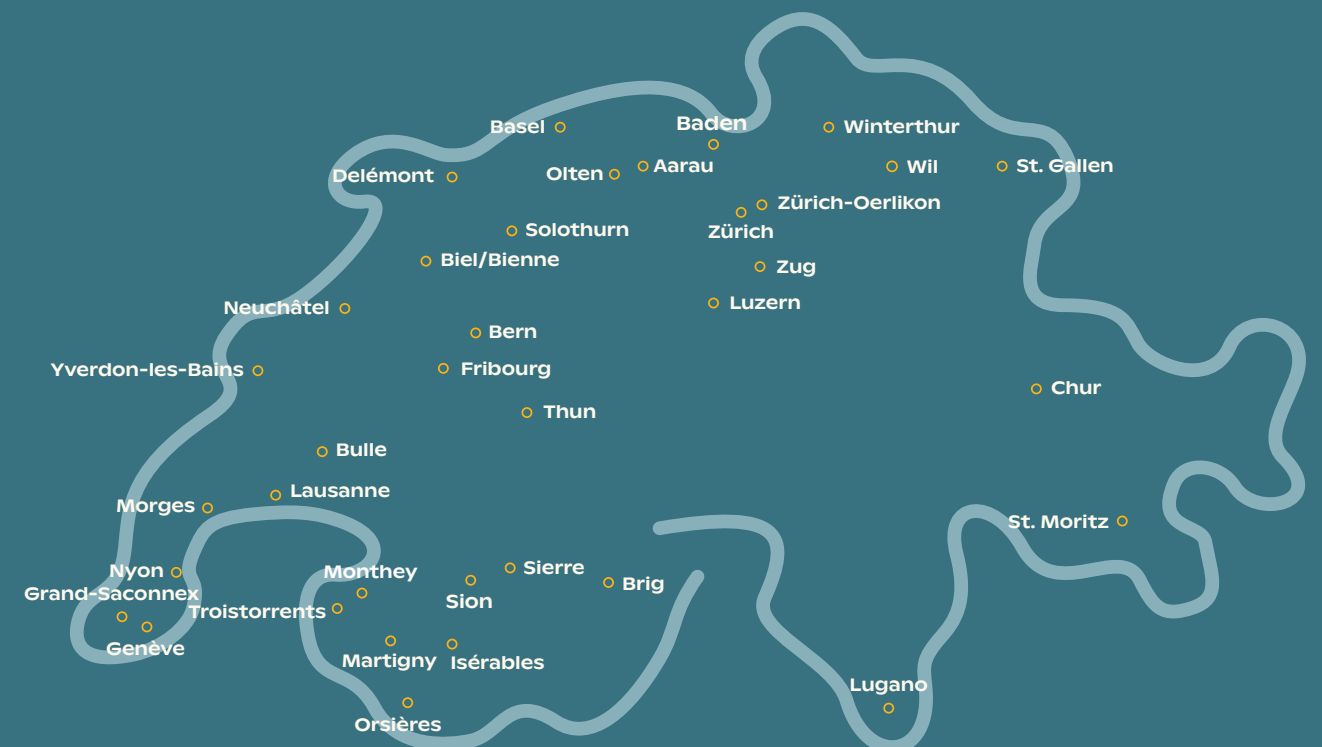 Baden
Basel
Winterthur
Aarau
St. Gallen
Wil
Olten
Delémont
Zürich-Oerlikon
Solothurn
Zürich
Biel/Bienne
Zug
Luzern
Neuchâtel
Bern
Fribourg
Yverdon-les-Bains
Chur
Thun
Bulle
Lausanne
Morges
St. Moritz
Sierre
Nyon
Monthey
Brig
Grand-Saconnex
Sion
Troistorrents
Genève
Martigny
Isérables
Lugano
Orsières